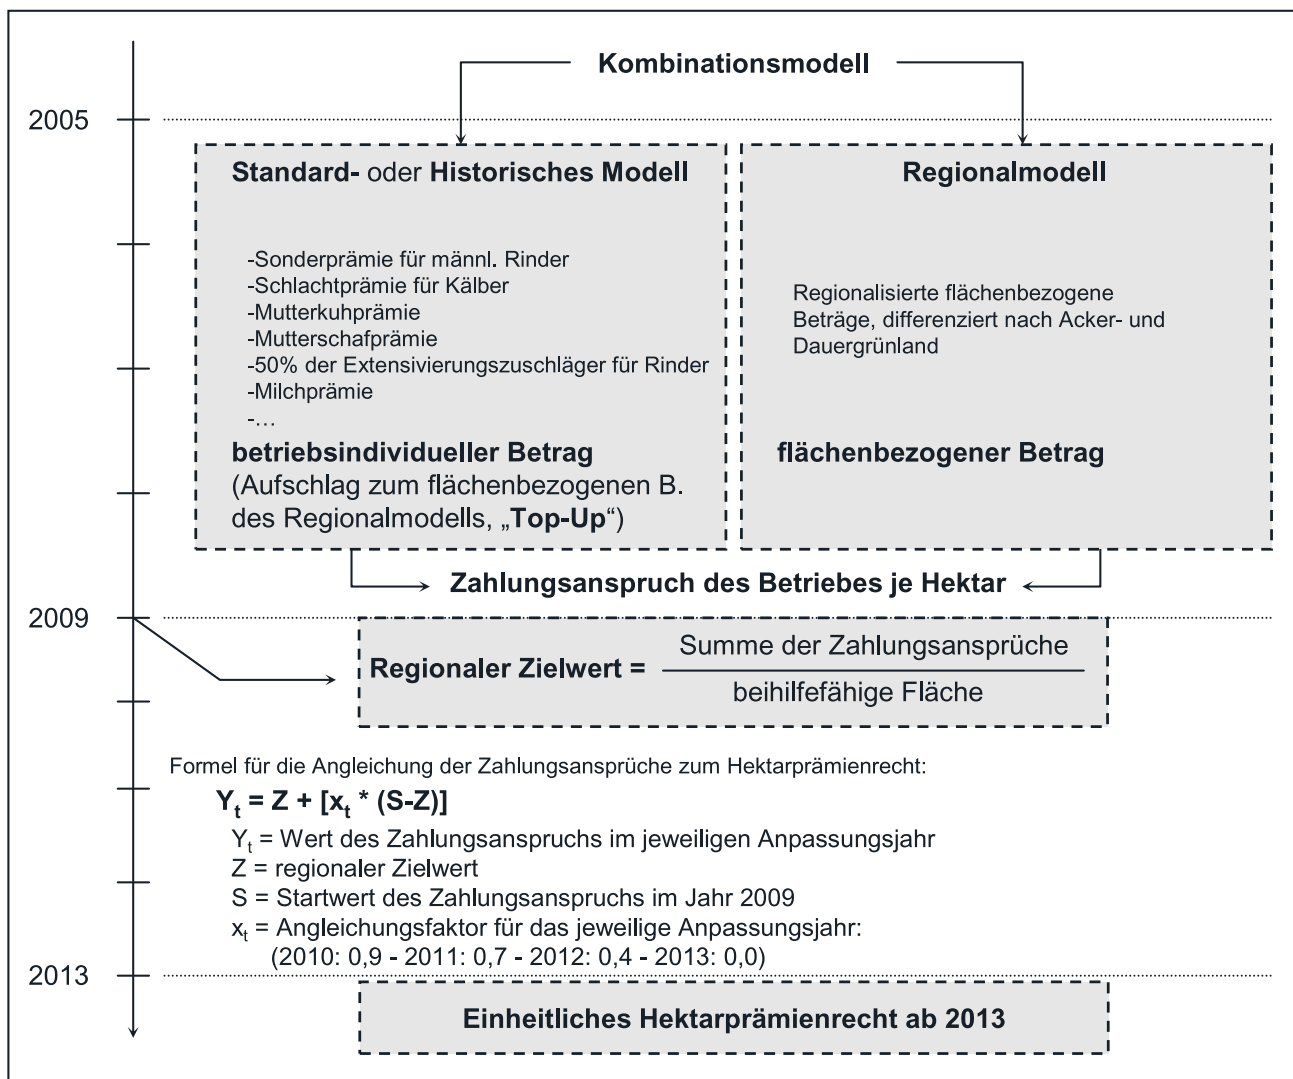 Kombinationsmodell
2005
Standard- oder Historisches Modell
-Sonderprämie für männl. Rinder
-Schlachtprämie für Kälber
-Mutterkuhprämie
-Mutterschafprämie
-50% der Extensivierungszuschläger für Rinder
-Milchprämie
-...
betriebsindividueller Betrag
(Aufschlag zum flächenbezogenen B.
des Regionalmodells, „Top-Up“)
Regionalmodell
Regionalisierte flächenbezogene
Beträge, differenziert nach Acker- und
Dauergrünland
flächenbezogener Betrag
Zahlungsanspruch des Betriebes je Hektar
2009
Regionaler Zielwert =
Summe der Zahlungsansprüche
beihilfefähige Fläche
Formel für die Angleichung der Zahlungsansprüche zum Hektarprämienrecht:
Yt = Z + [xt * (S-Z)]
Yt = Wert des Zahlungsanspruchs im jeweiligen Anpassungsjahr
Z = regionaler Zielwert
S = Startwert des Zahlungsanspruchs im Jahr 2009
xt = Angleichungsfaktor für das jeweilige Anpassungsjahr:
(2010: 0,9 - 2011: 0,7 - 2012: 0,4 - 2013: 0,0)
2013
Einheitliches Hektarprämienrecht ab 2013